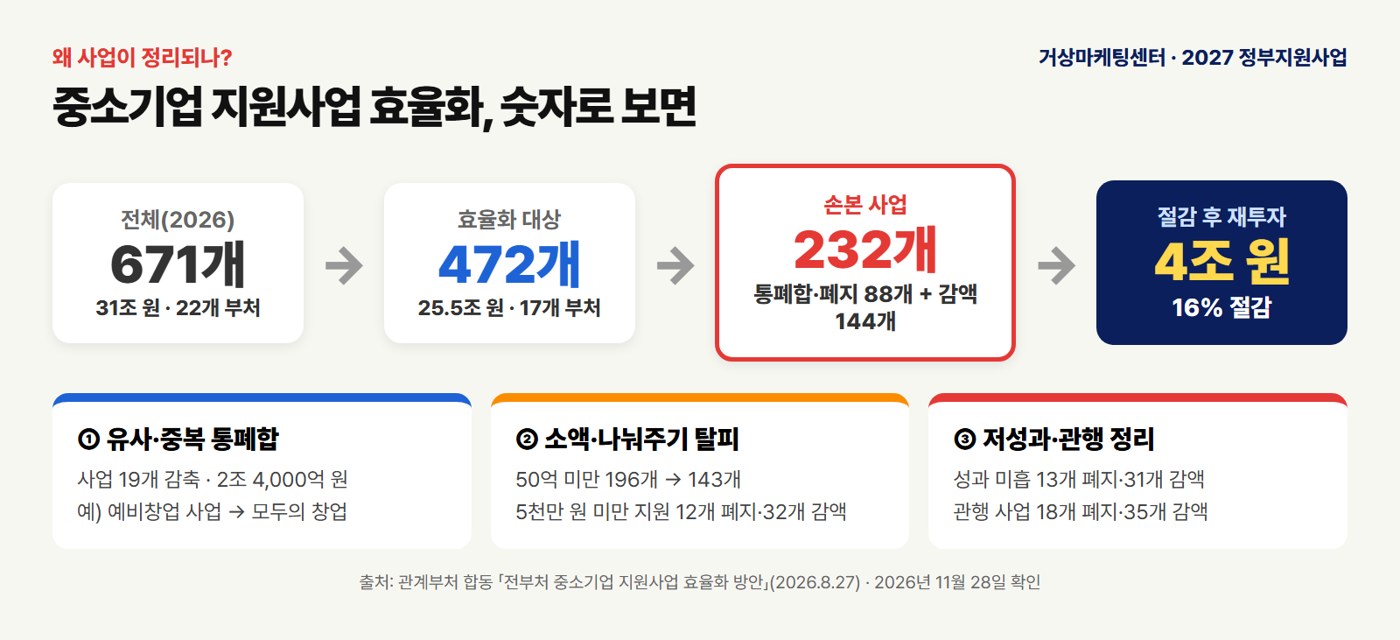 왜 사업이 정리되나?
거상마케팅센터 · 2027 정부지원사업
중소기업 지원사업 효율화, 숫자로 보면
전체(2026)
671개
31조 원 · 22개 부처
→
효율화 대상
472개
25.5조 원 · 17개 부처
→
손본 사업
232개
통폐합·폐지 88개 + 감액
144개
→
절감 후 재투자
4조 원
16% 절감
① 유사·중복 통폐합
사업 19개 감축 · 2조 4,000억 원
예) 예비창업 사업 → 모두의 창업
② 소액·나눠주기 탈피
50억 미만 196개 → 143개
5천만 원 미만 지원 12개 폐지·32개 감액
③ 저성과·관행 정리
성과 미흡 13개 폐지·31개 감액
관행 사업 18개 폐지·35개 감액
출처: 관계부처 합동 「전부처 중소기업 지원사업 효율화 방안」(2026.8.27) · 2026년 11월 28일 확인